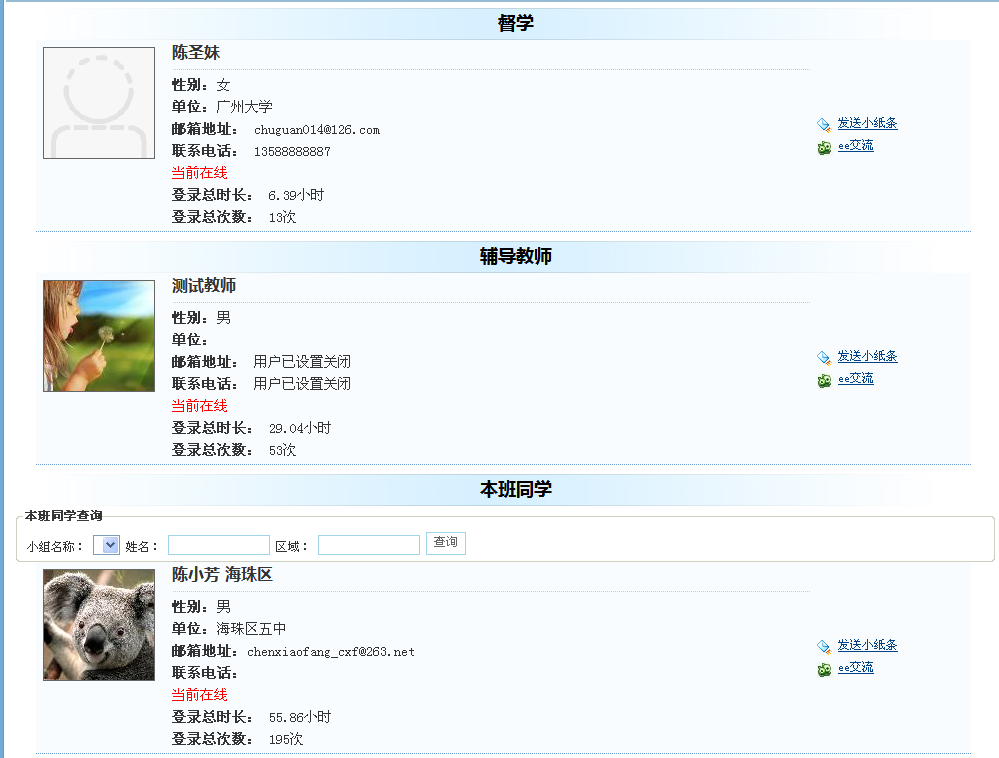 督学
陈圣妹
性别：女
单位：广州大学
邮箱地址： chuguan014@126.com
联系电话： 13588888887
当前在线
登录总时长： 6.39小时
登录总次数： 13次
发送小纸条
ee交流
辅导教师
测试教师
性别：男
单位：
邮箱地址： 用户已设置关闭
联系电话： 用户已设置关闭
当前在线
登录总时长： 29.04小时
登录总次数： 53次
发送小纸条
ee交流
本班同学
本班同学查询
小组名称： 姓名： 区域： 查询
陈小芳 海珠区
性别：男
单位：海珠区五中
邮箱地址：chenxiaofang_cxf@263.net
联系电话：
当前在线
登录总时长： 55.86小时
登录总次数： 195次
发送小纸条
ee交流